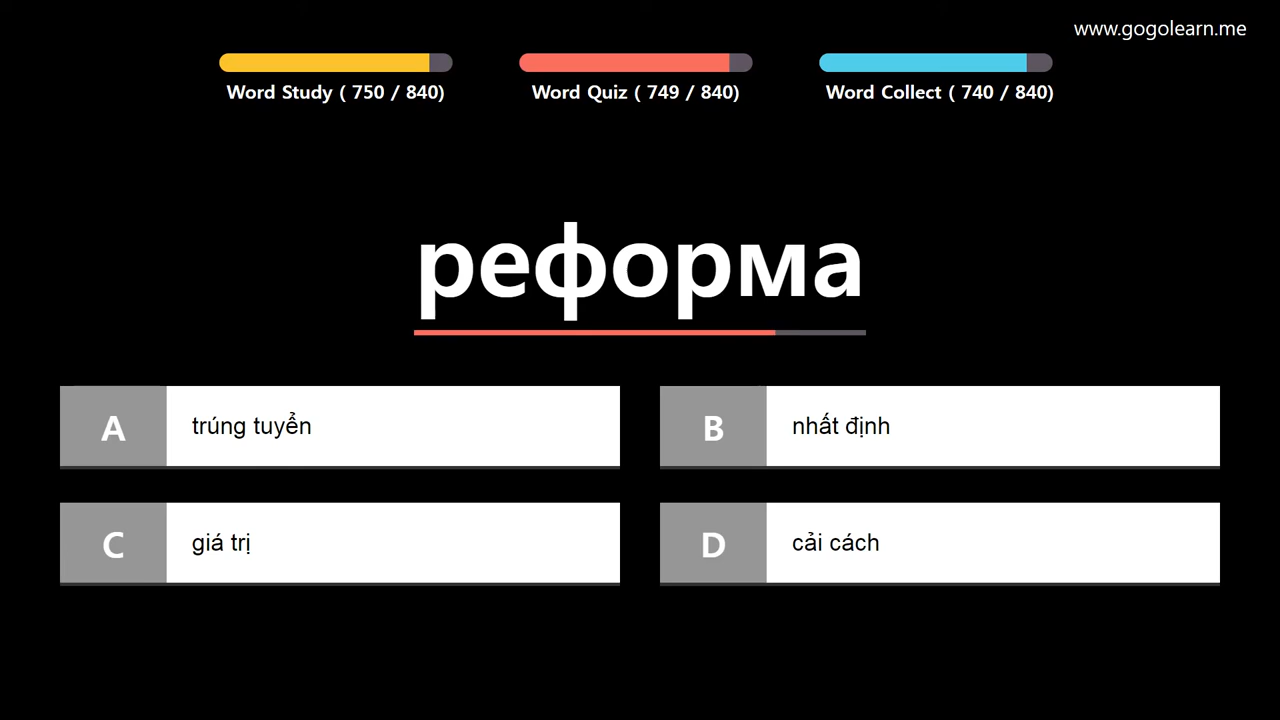 www.gogolearn.me
Word Study ( 750 / 840)
Word Quiz ( 749 / 840)
Word Collect ( 740 / 840)
реформа
A trúng tuyển
B nhất định
C giá trị
D cải cách